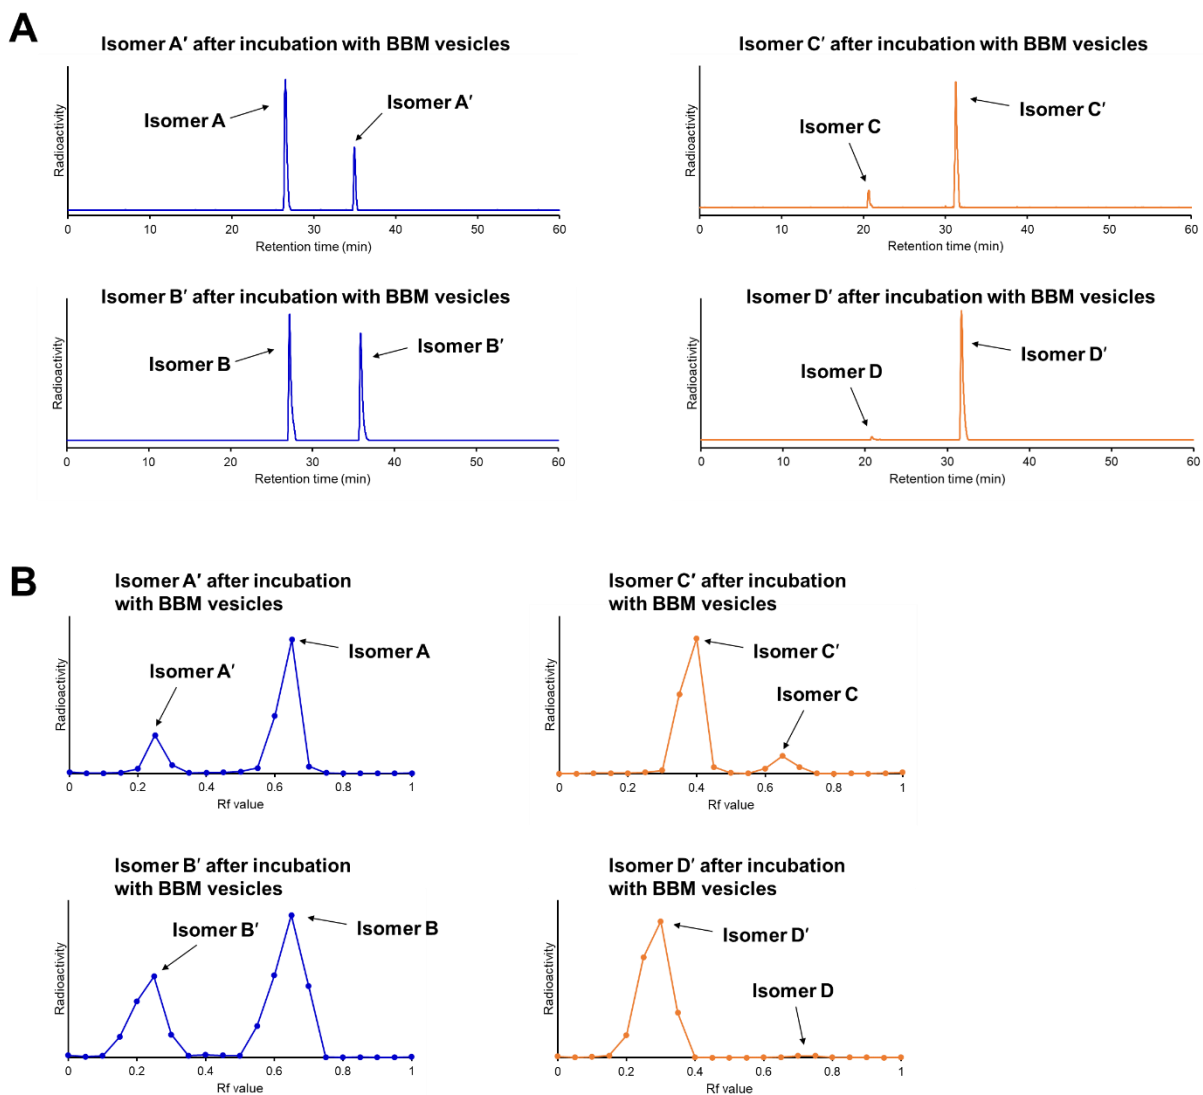 A
Isomer A′ after incubation with BBM vesicles
Radioactivity
Isomer A
Isomer A′
0 10 20 30 40 50 60
Retention time (min)
Isomer C′ after incubation with BBM vesicles
Radioactivity
Isomer C
Isomer C′
0 10 20 30 40 50 60
Retention time (min)
Isomer B′ after incubation with BBM vesicles
Radioactivity
Isomer B
Isomer B′
0 10 20 30 40 50 60
Retention time (min)
Isomer D′ after incubation with BBM vesicles
Radioactivity
Isomer D
Isomer D′
0 10 20 30 40 50 60
Retention time (min)
B
Isomer A′ after incubation
with BBM vesicles
Radioactivity
Isomer A′
Isomer A
0 0.2 0.4 0.6 0.8 1
Rf value
Isomer C′ after incubation
with BBM vesicles
Radioactivity
Isomer C′
Isomer C
0 0.2 0.4 0.6 0.8 1
Rf value
Isomer B′ after incubation
with BBM vesicles
Radioactivity
Isomer B′
Isomer B
0 0.2 0.4 0.6 0.8 1
Rf value
Isomer D′ after incubation
with BBM vesicles
Radioactivity
Isomer D′
Isomer D
0 0.2 0.4 0.6 0.8 1
Rf value